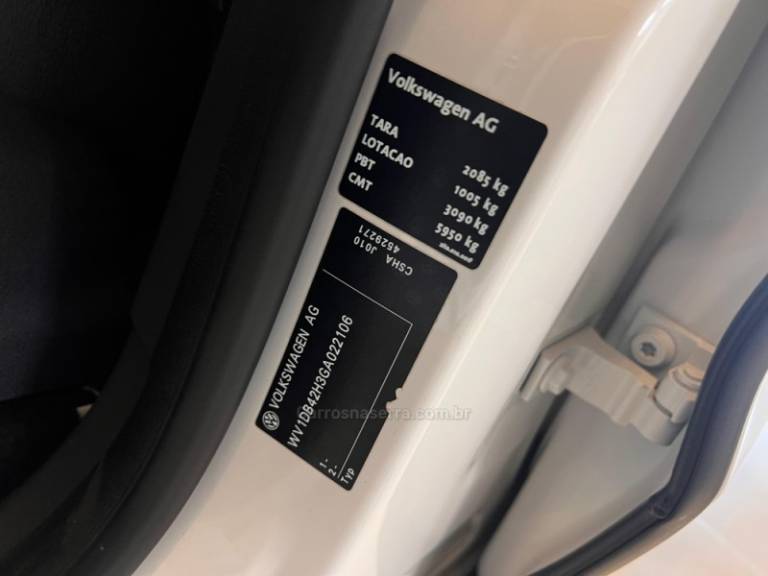 Volkswagen AG
TARA 2085 kg
LOTACAO 1005 kg
PBT 3090 kg
CMT 5950 kg
CSHA J010
4529271
VOLKSWAGEN AG
WV1DB42H3GA022106
1-
2-
Typ
carrosnaserra.com.br